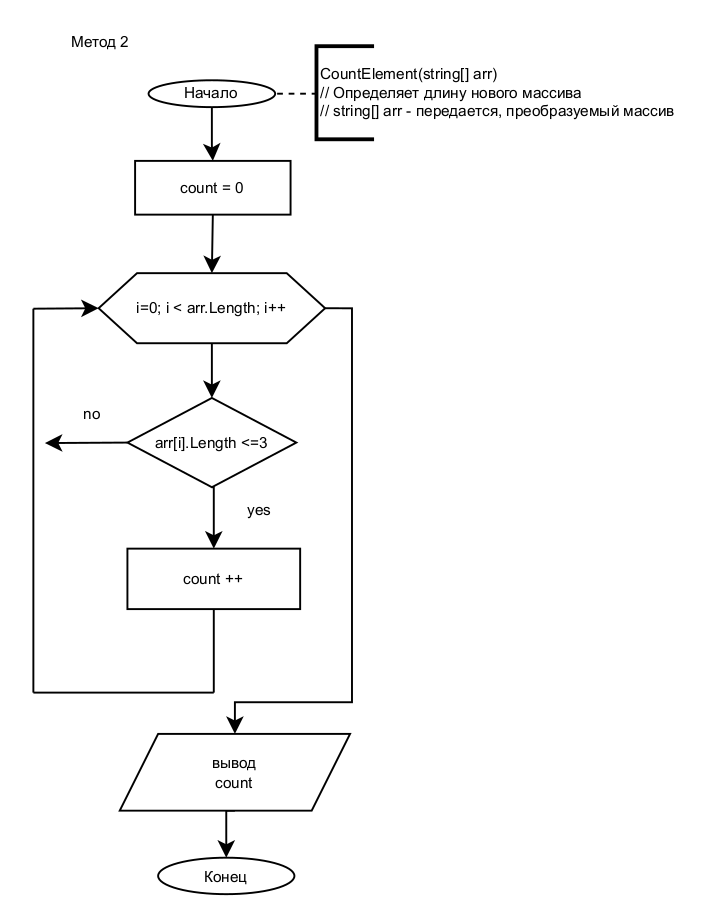 Метод 2
Начало
CountElement(string[] arr)
// Определяет длину нового массива
// string[] arr - передается, преобразуемый массив
count = 0
i=0; i < arr.Length; i++
no
arr[i].Length <=3
yes
count ++
вывод
count
Конец